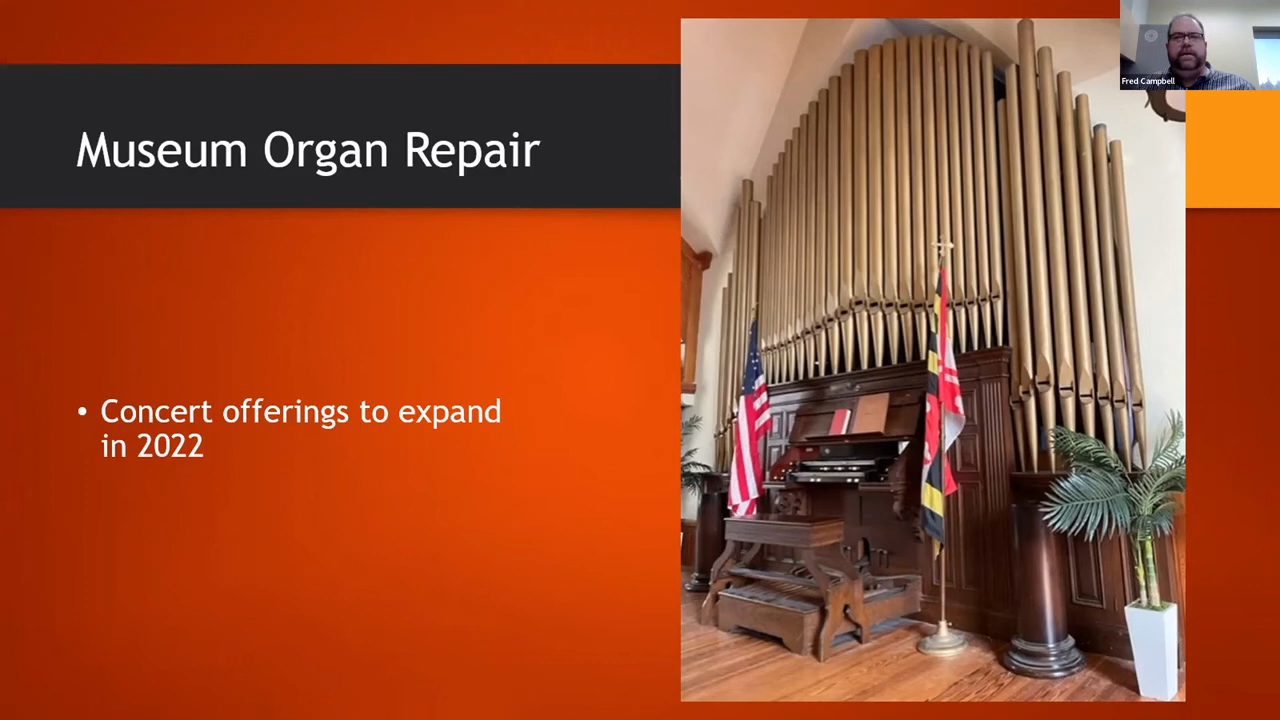 Museum Organ Repair
• Concert offerings to expand
in 2022
Fred Campbell